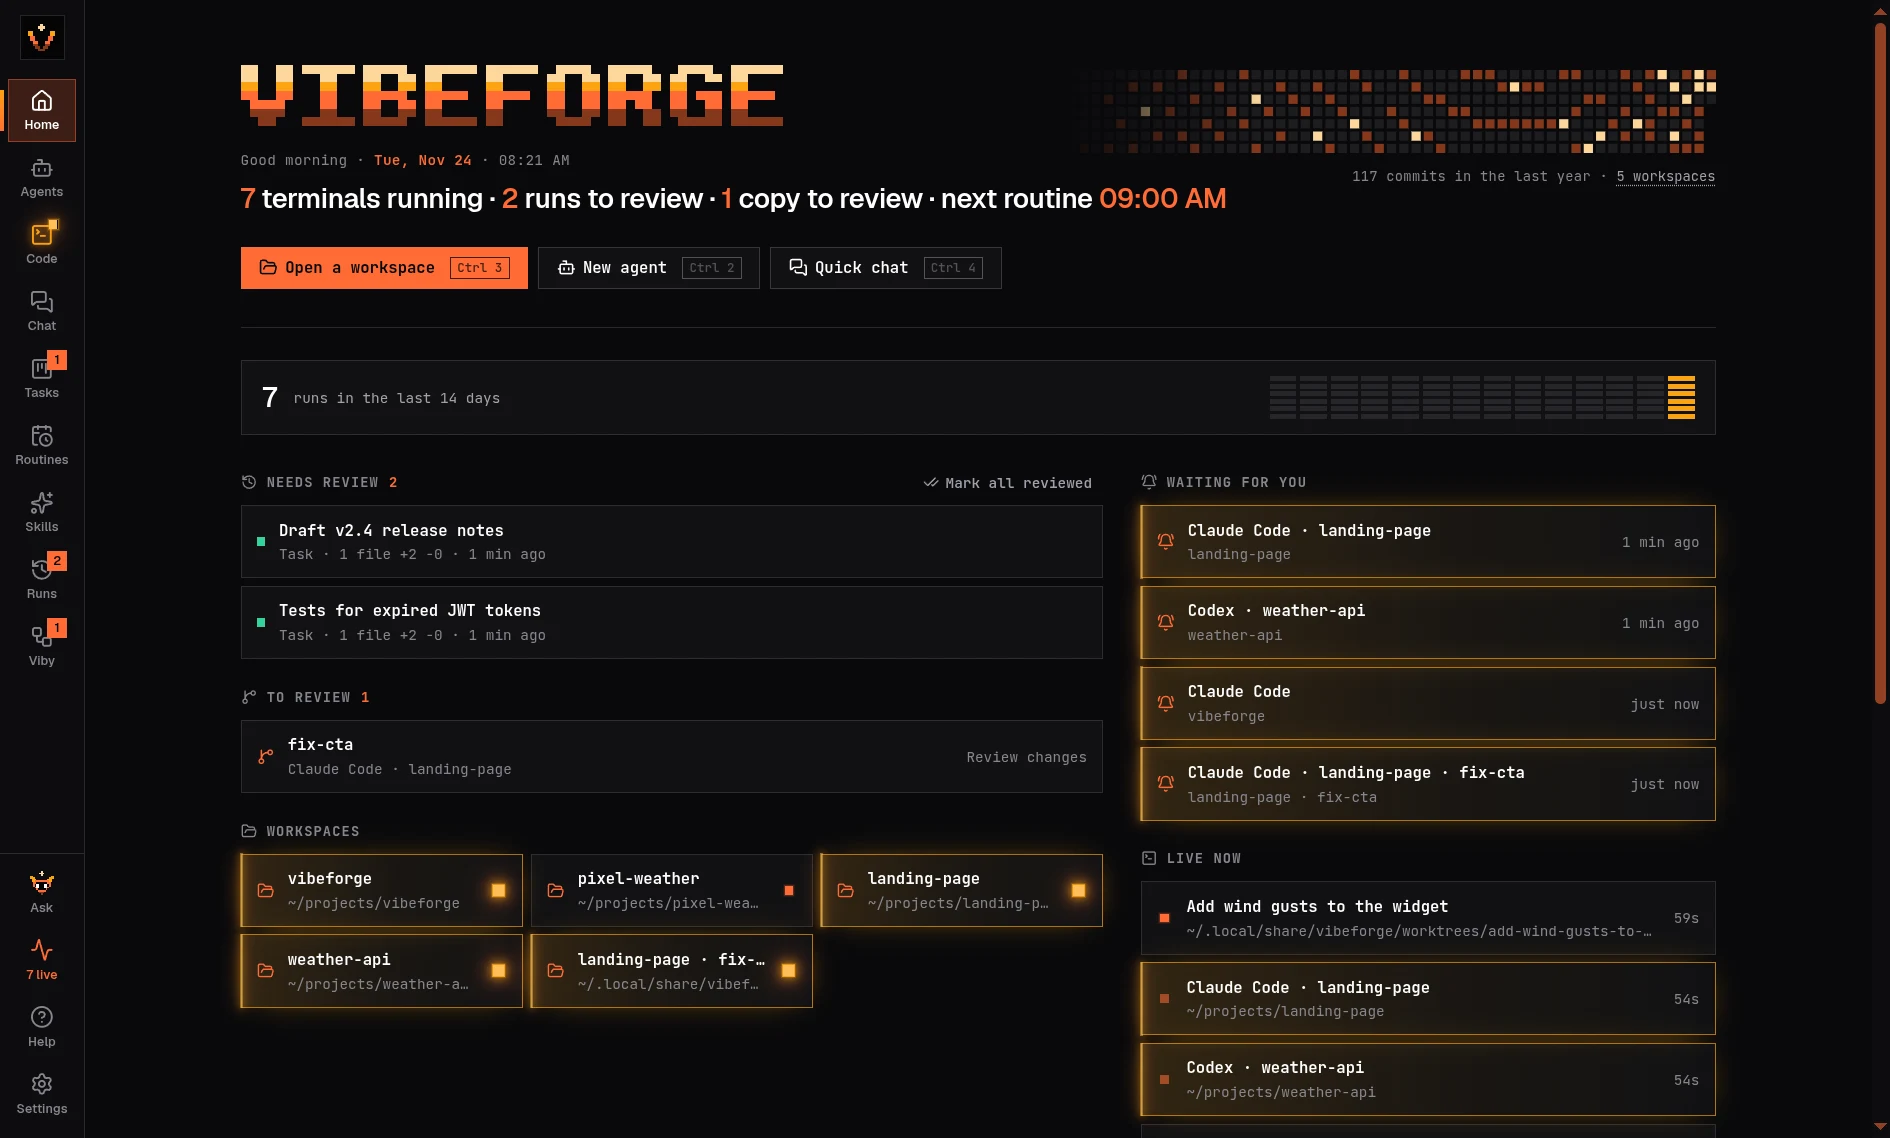 Home
Agents
Code
Chat
1
Tasks
Routines
Skills
2
Runs
1
Viby
Ask
7 live
Help
Settings
VIBEFORGE
Good morning · Tue, Nov 24 · 08:21 AM
7 terminals running · 2 runs to review · 1 copy to review · next routine 09:00 AM
117 commits in the last year · 5 workspaces
Open a workspace Ctrl 3
New agent Ctrl 2
Quick chat Ctrl 4
7 runs in the last 14 days
NEEDS REVIEW 2
Mark all reviewed
Draft v2.4 release notes
Task · 1 file +2 -0 · 1 min ago
Tests for expired JWT tokens
Task · 1 file +2 -0 · 1 min ago
TO REVIEW 1
fix-cta
Claude Code · landing-page
Review changes
WORKSPACES
vibeforge
~/projects/vibeforge
pixel-weather
~/projects/pixel-wea…
landing-page
~/projects/landing-p…
weather-api
~/projects/weather-a…
landing-page · fix-…
~/.local/share/vibef…
WAITING FOR YOU
Claude Code · landing-page
landing-page
1 min ago
Codex · weather-api
weather-api
1 min ago
Claude Code
vibeforge
just now
Claude Code · landing-page · fix-cta
landing-page · fix-cta
just now
LIVE NOW
Add wind gusts to the widget
~/.local/share/vibeforge/worktrees/add-wind-gusts-to-…
59s
Claude Code · landing-page
~/projects/landing-page
54s
Codex · weather-api
~/projects/weather-api
54s